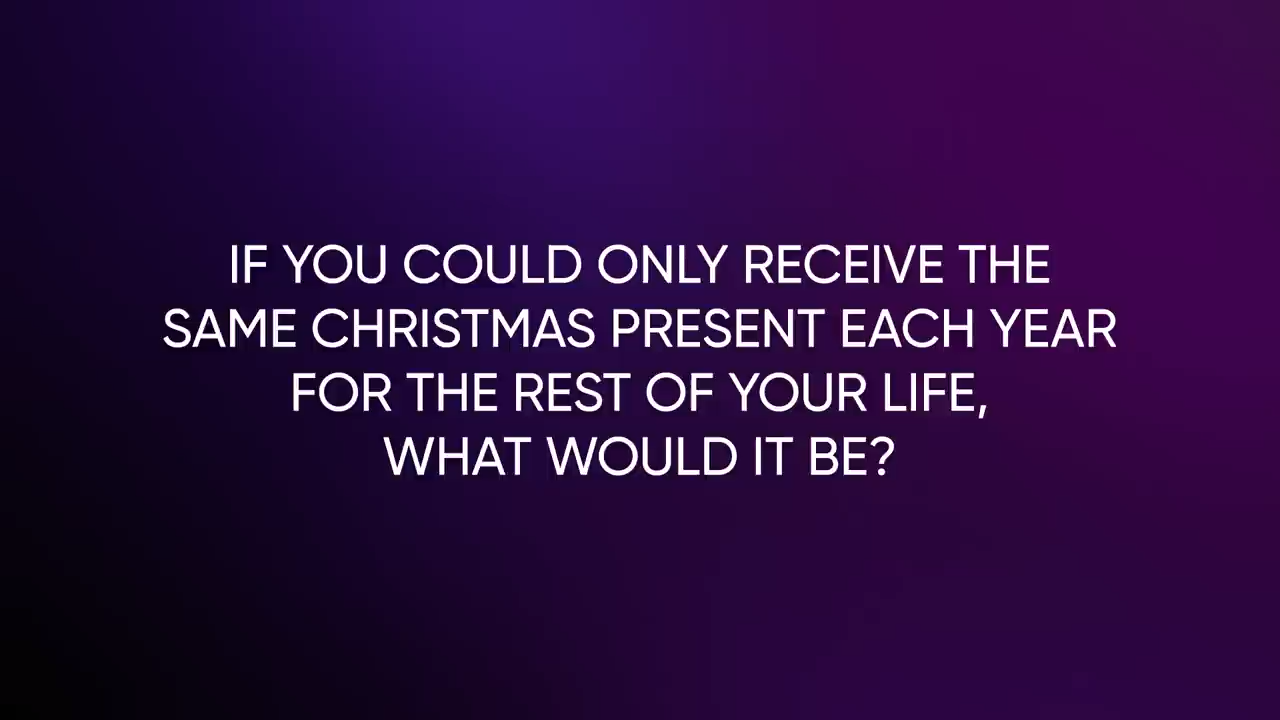 IF YOU COULD ONLY RECEIVE THE
SAME CHRISTMAS PRESENT EACH YEAR
FOR THE REST OF YOUR LIFE,
WHAT WOULD IT BE?